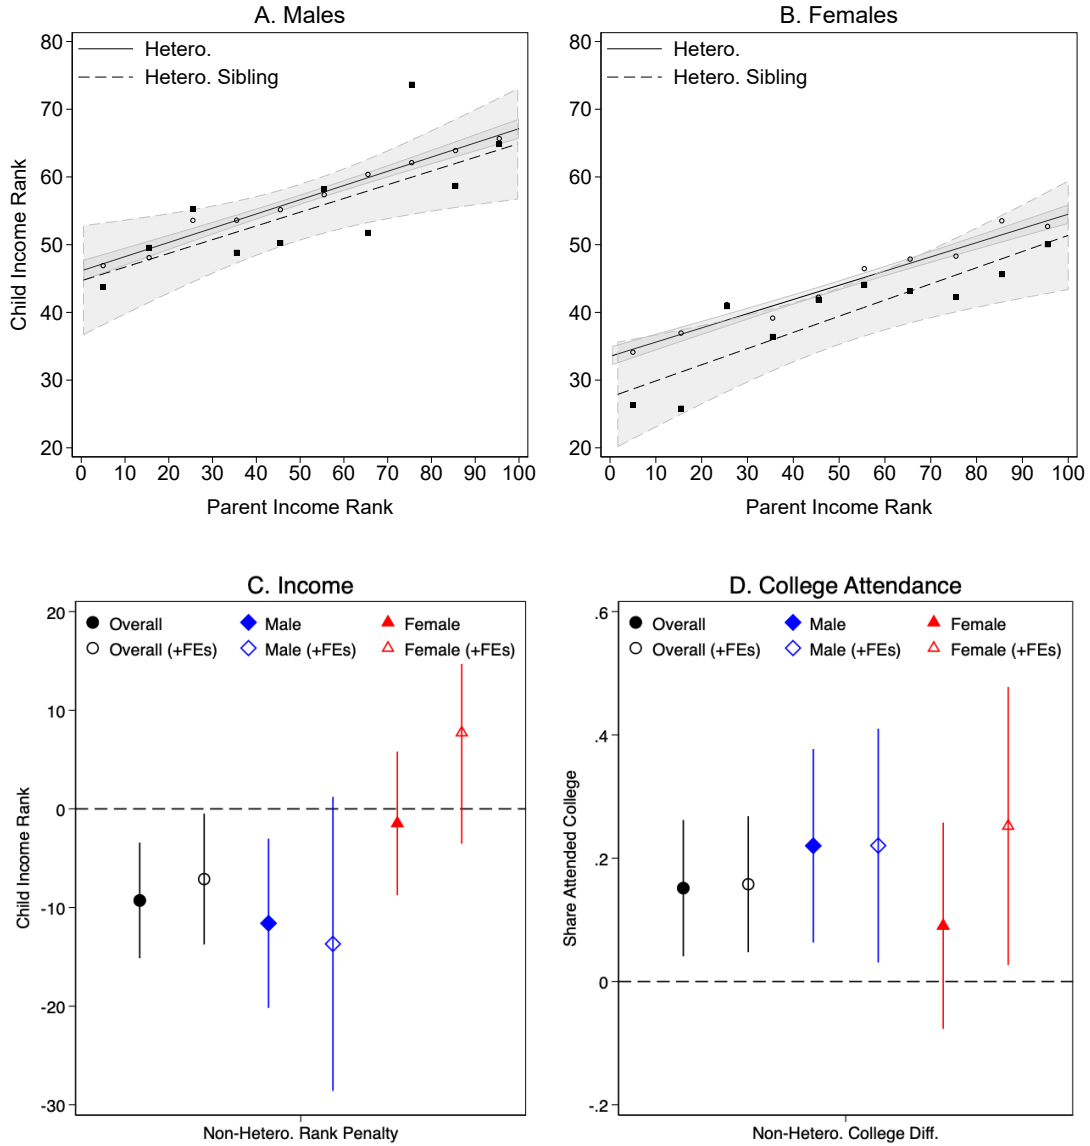 A. Males
Hetero.
Hetero. Sibling
Child Income Rank
80
70
60
50
40
30
20
0 10 20 30 40 50 60 70 80 90 100
Parent Income Rank
B. Females
Hetero.
Hetero. Sibling
80
70
60
50
40
30
20
0 10 20 30 40 50 60 70 80 90 100
Parent Income Rank
C. Income
Overall Male Female
Overall (+FEs) Male (+FEs) Female (+FEs)
Child Income Rank
20
10
0
-10
-20
-30
Non-Hetero. Rank Penalty
D. College Attendance
Overall Male Female
Overall (+FEs) Male (+FEs) Female (+FEs)
Share Attended College
.6
.4
.2
0
-.2
Non-Hetero. College Diff.